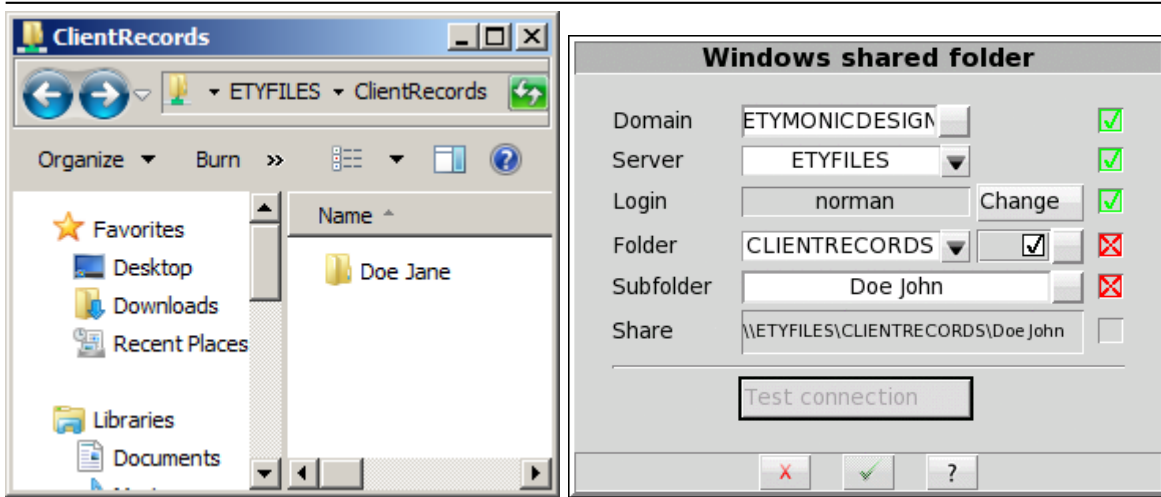 ClientRecords
ETYFILES ClientRecords
Organize Burn »
Favorites
Desktop
Downloads
Recent Places
Libraries
Documents
Name
Doe Jane
Windows shared folder
Domain ETYMONICDESIGN
Server ETYFILES
Login norman Change
Folder CLIENTRECORDS
Subfolder Doe John
Share \\ETYFILES\CLIENTRECORDS\Doe John
Test connection
X ?